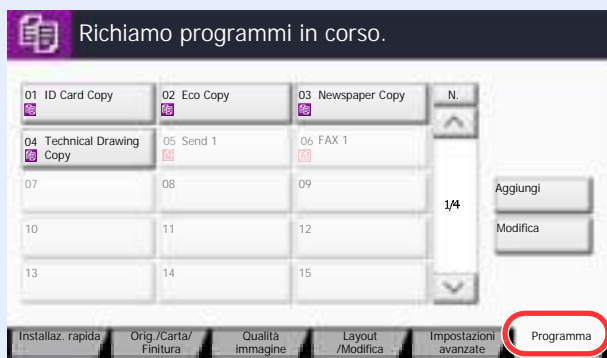 Richiamo programmi in corso.
01 ID Card Copy
02 Eco Copy
03 Newspaper Copy
N.
04 Technical Drawing
Copy
05 Send 1
06 FAX 1
07
08
09
1/4
Aggiungi
10
11
12
Modifica
13
14
15
Installaz. rapida
Orig./Carta/
Finitura
Qualità
immagine
Layout
/Modifica
Impostazioni
avanzate
Programma